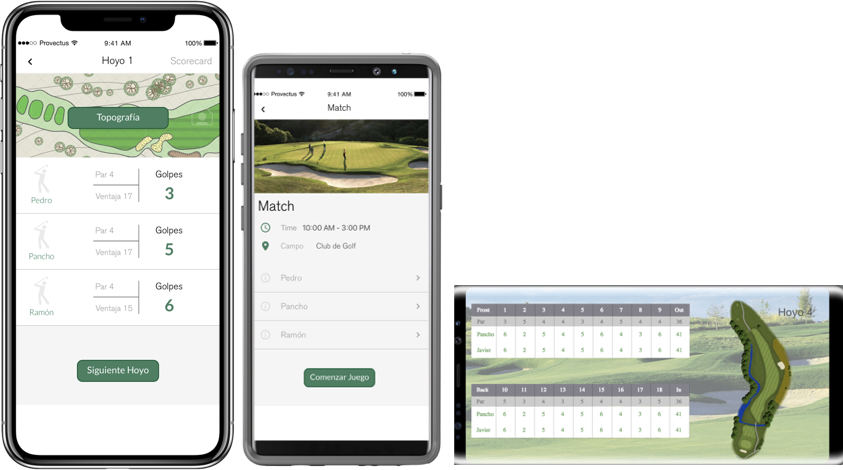 Provectus 9:41 AM 100%
Hoyo 1 Scorecard
Topografía
Par 4 Golpes
Ventaja 17 3
Pedro
Par 4 Golpes
Ventaja 17 5
Pancho
Par 4 Golpes
Ventaja 15 6
Ramón
Siguiente Hoyo
Provectus 9:41 AM 100%
Match
Match
Time 10:00 AM - 3:00 PM
Campo Club de Golf
Pedro
Pancho
Ramón
Comenzar Juego
Hoyo 4
Front 1 2 3 4 5 6 7 8 9 Out
Par 3 5 4 4 3 4 5 4 4 36
Pancho 6 2 5 4 5 6 4 3 6 41
Javier 6 2 5 4 5 6 4 3 6 41
Back 10 11 12 13 14 15 16 17 18 In
Par 5 4 3 4 4 3 4 3 5 36
Pancho 6 2 5 4 5 6 4 3 6 41
Javier 6 2 5 4 5 6 4 3 6 41